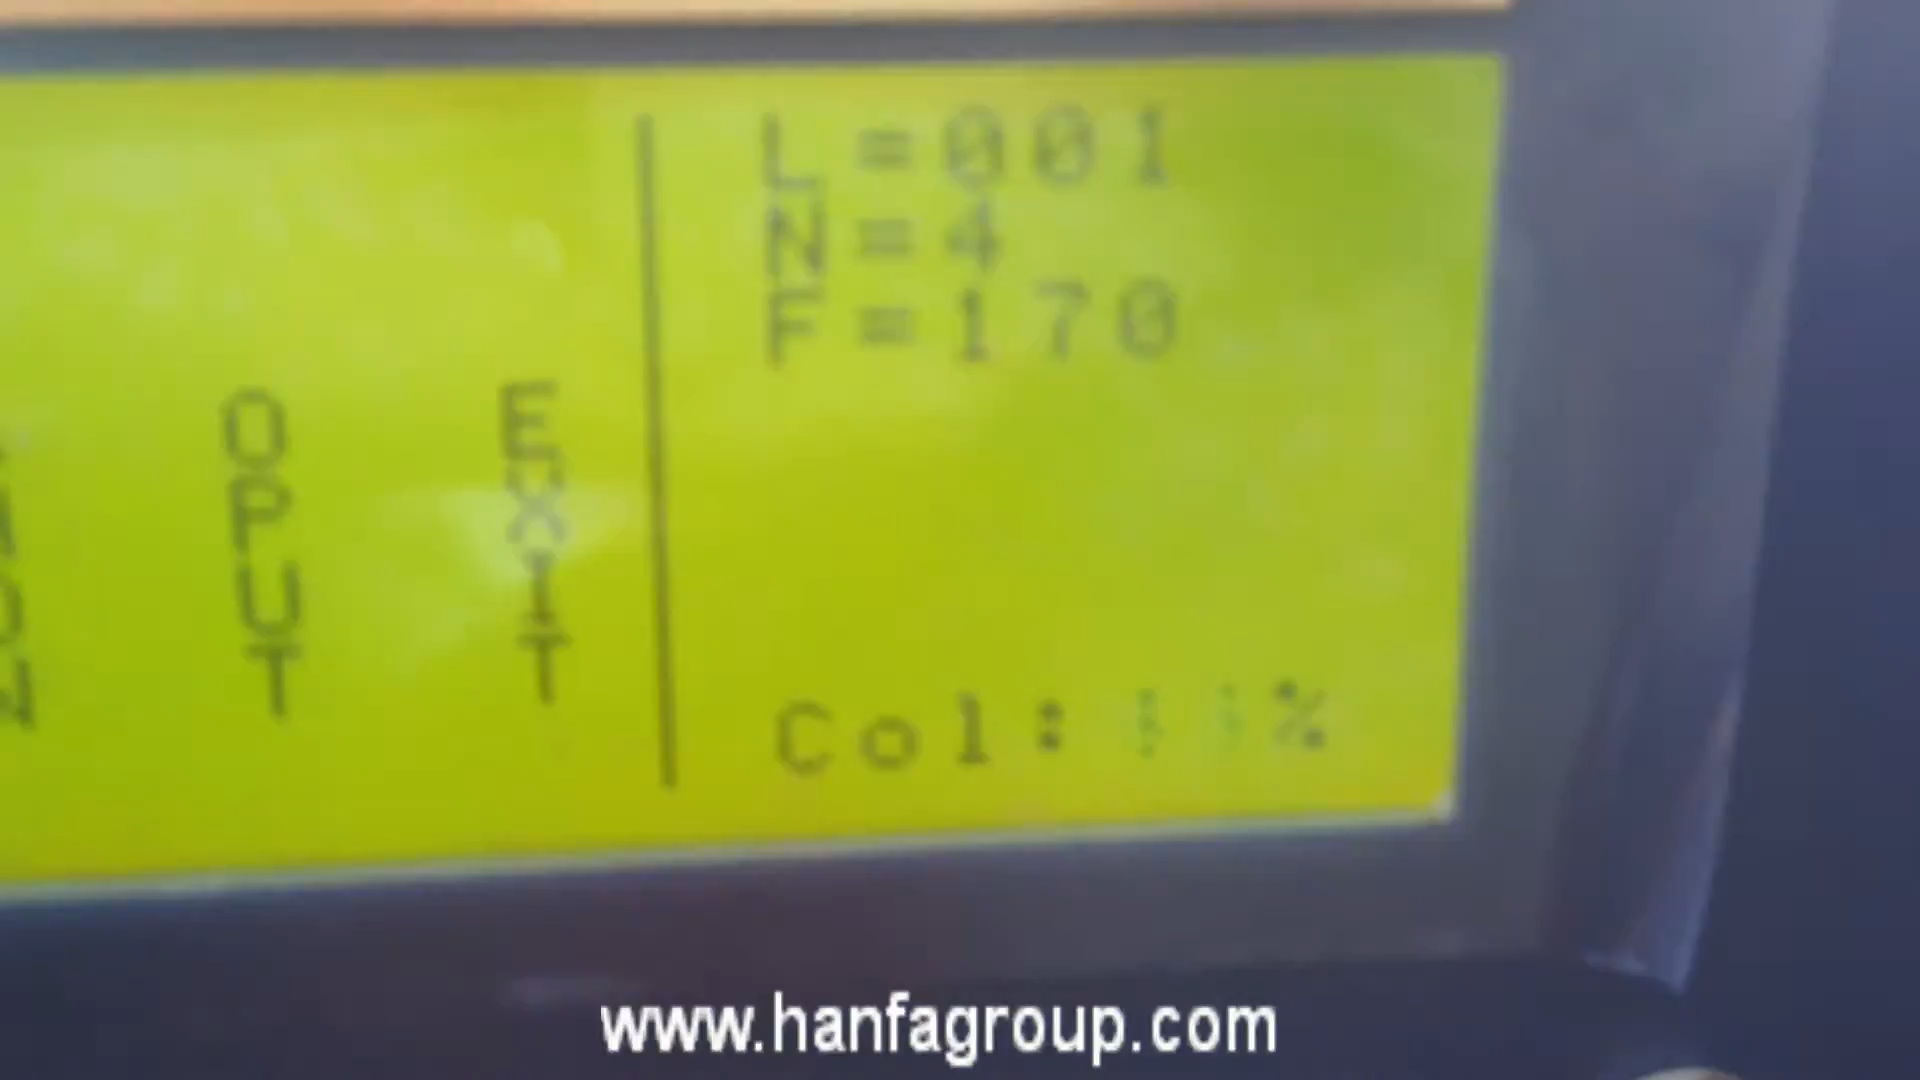 L=001
N=4
F=170
OPUT
EXIT
Col: %
www.hanfagroup.com